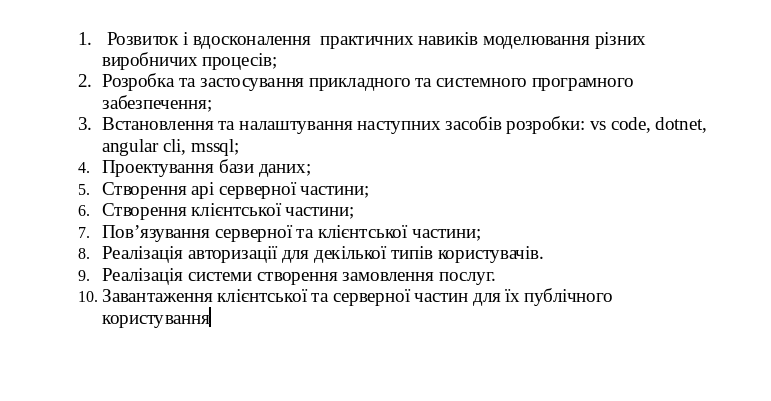 1. Розвиток і вдосконалення  практичних навиків моделювання різних
виробничих процесів;
2. Розробка та застосування прикладного та системного програмного
забезпечення;
3. Встановлення та налаштування наступних засобів розробки: vs code, dotnet,
angular cli, mssql;
4. Проектування бази даних;
5. Створення арі серверної частини;
6. Створення клієнтської частини;
7. Пов’язування серверної та клієнтської частини;
8. Реалізація авторизації для декілької типів користувачів.
9. Реалізація системи створення замовлення послуг.
10. Завантаження клієнтської та серверної частин для їх публічного
користування